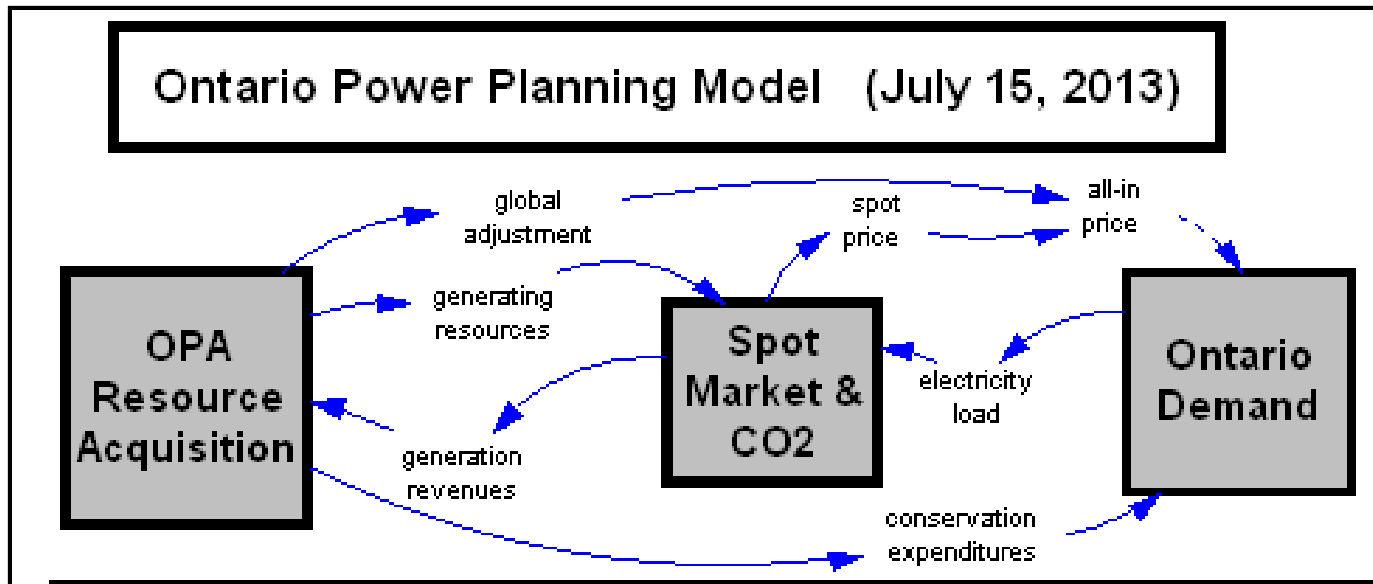 Ontario Power Planning Model (July 15, 2013)
global
adjustment
spot
price
all-in
price
generating
resources
OPA
Resource
Acquisition
Spot
Market &
CO2
Ontario
Demand
electricity
load
generation
revenues
conservation
expenditures